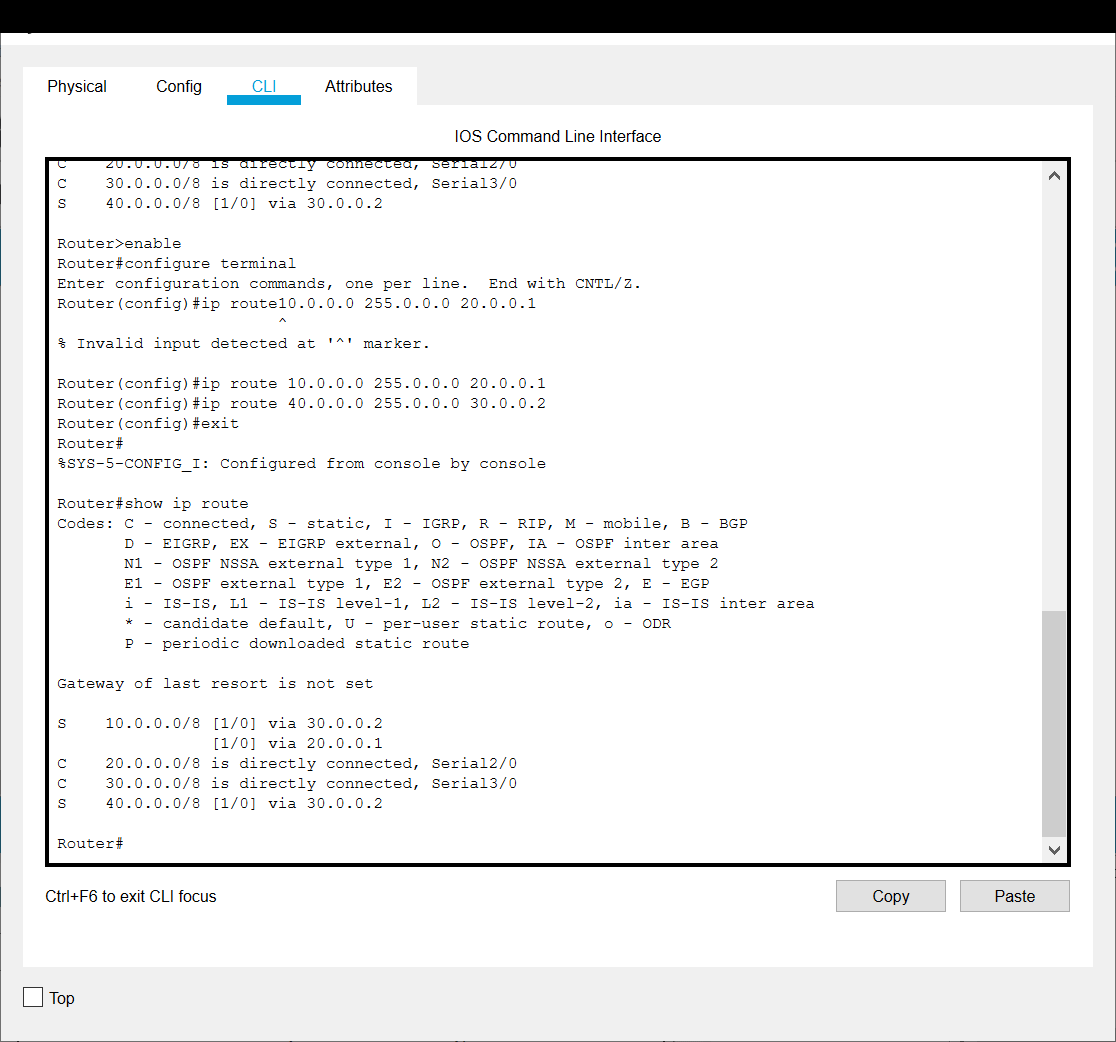 Physical Config CLI Attributes
IOS Command Line Interface
C    20.0.0.0/8 is directly connected, Serial2/0
C    30.0.0.0/8 is directly connected, Serial3/0
S    40.0.0.0/8 [1/0] via 30.0.0.2
Router>enable
Router#configure terminal
Enter configuration commands, one per line.  End with CNTL/Z.
Router(config)#ip route10.0.0.0 255.0.0.0 20.0.0.1
^
% Invalid input detected at '^' marker.
Router(config)#ip route 10.0.0.0 255.0.0.0 20.0.0.1
Router(config)#ip route 40.0.0.0 255.0.0.0 30.0.0.2
Router(config)#exit
Router#
%SYS-5-CONFIG_I: Configured from console by console
Router#show ip route
Codes: C - connected, S - static, I - IGRP, R - RIP, M - mobile, B - BGP
D - EIGRP, EX - EIGRP external, O - OSPF, IA - OSPF inter area
N1 - OSPF NSSA external type 1, N2 - OSPF NSSA external type 2
E1 - OSPF external type 1, E2 - OSPF external type 2, E - EGP
i - IS-IS, L1 - IS-IS level-1, L2 - IS-IS level-2, ia - IS-IS inter area
* - candidate default, U - per-user static route, o - ODR
P - periodic downloaded static route
Gateway of last resort is not set
S    10.0.0.0/8 [1/0] via 30.0.0.2
[1/0] via 20.0.0.1
C    20.0.0.0/8 is directly connected, Serial2/0
C    30.0.0.0/8 is directly connected, Serial3/0
S    40.0.0.0/8 [1/0] via 30.0.0.2
Router#
Ctrl+F6 to exit CLI focus
Copy Paste
Top